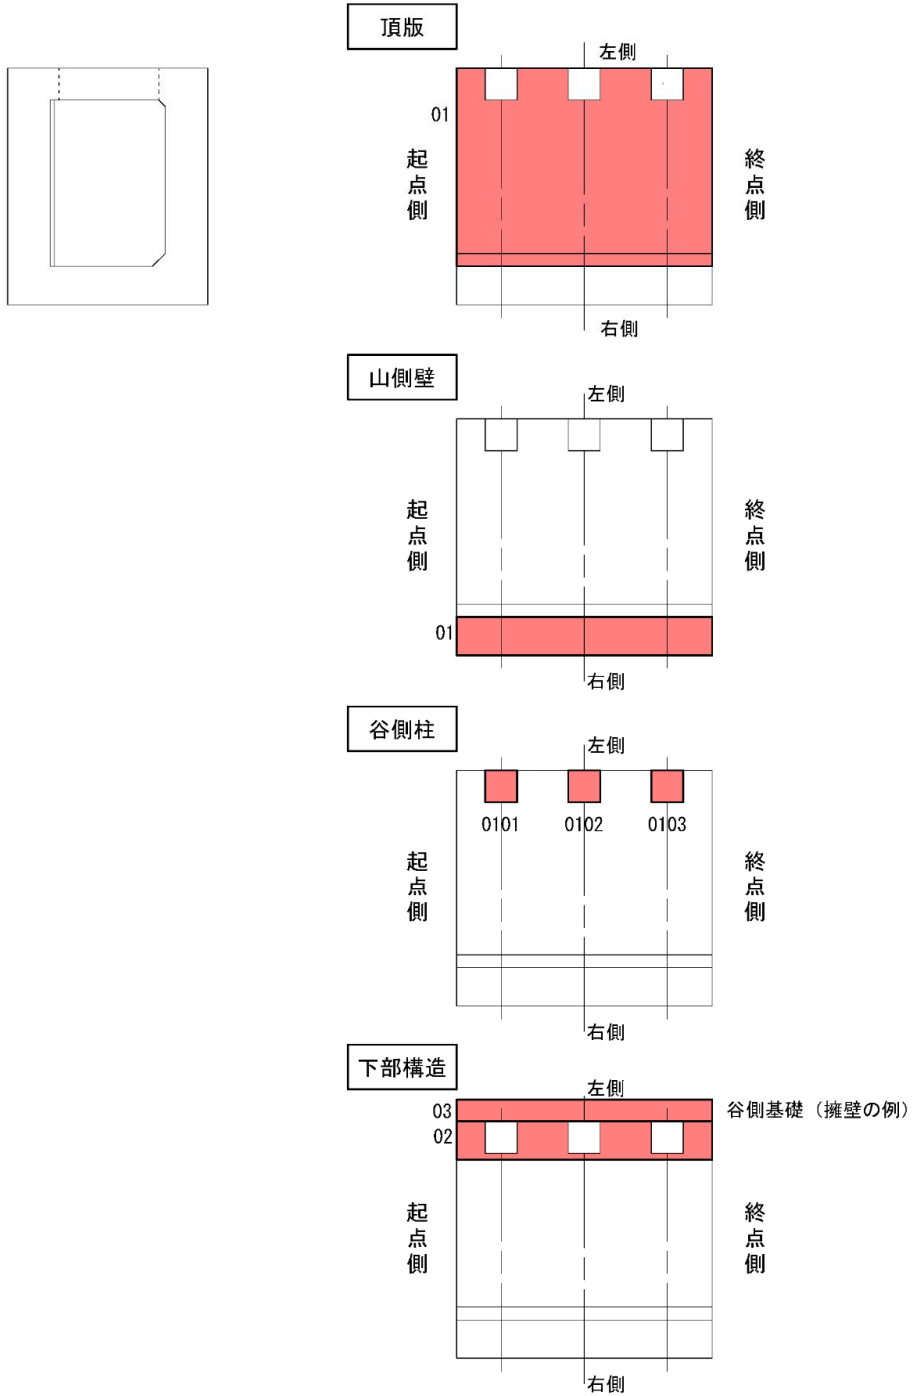 頂版
左側
01
起点側
終点側
右側
山側壁
左側
起点側
終点側
01
右側
谷側柱
左側
0101 0102 0103
起点側
終点側
右側
下部構造
左側
03
谷側基礎（擁壁の例）
02
起点側
終点側
右側